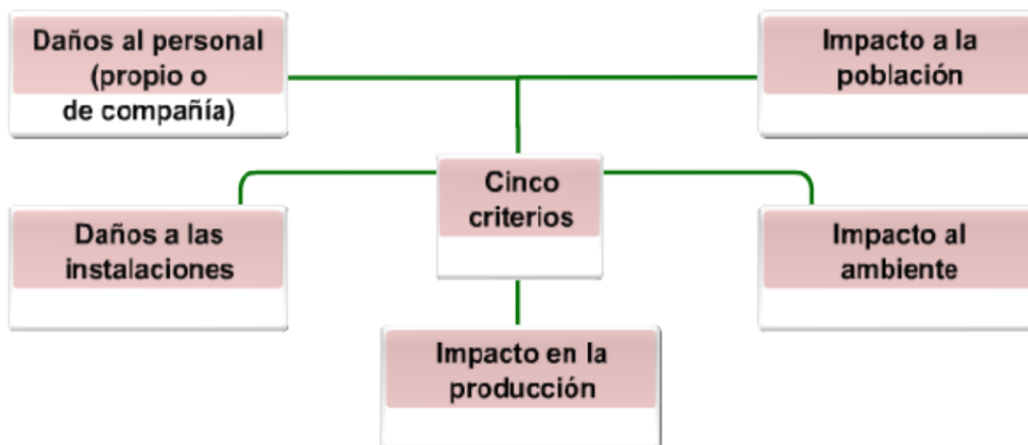 Daños al personal
(propio o
de compañía)
Impacto a la
población
Cinco
criterios
Daños a las
instalaciones
Impacto al
ambiente
Impacto en la
producción